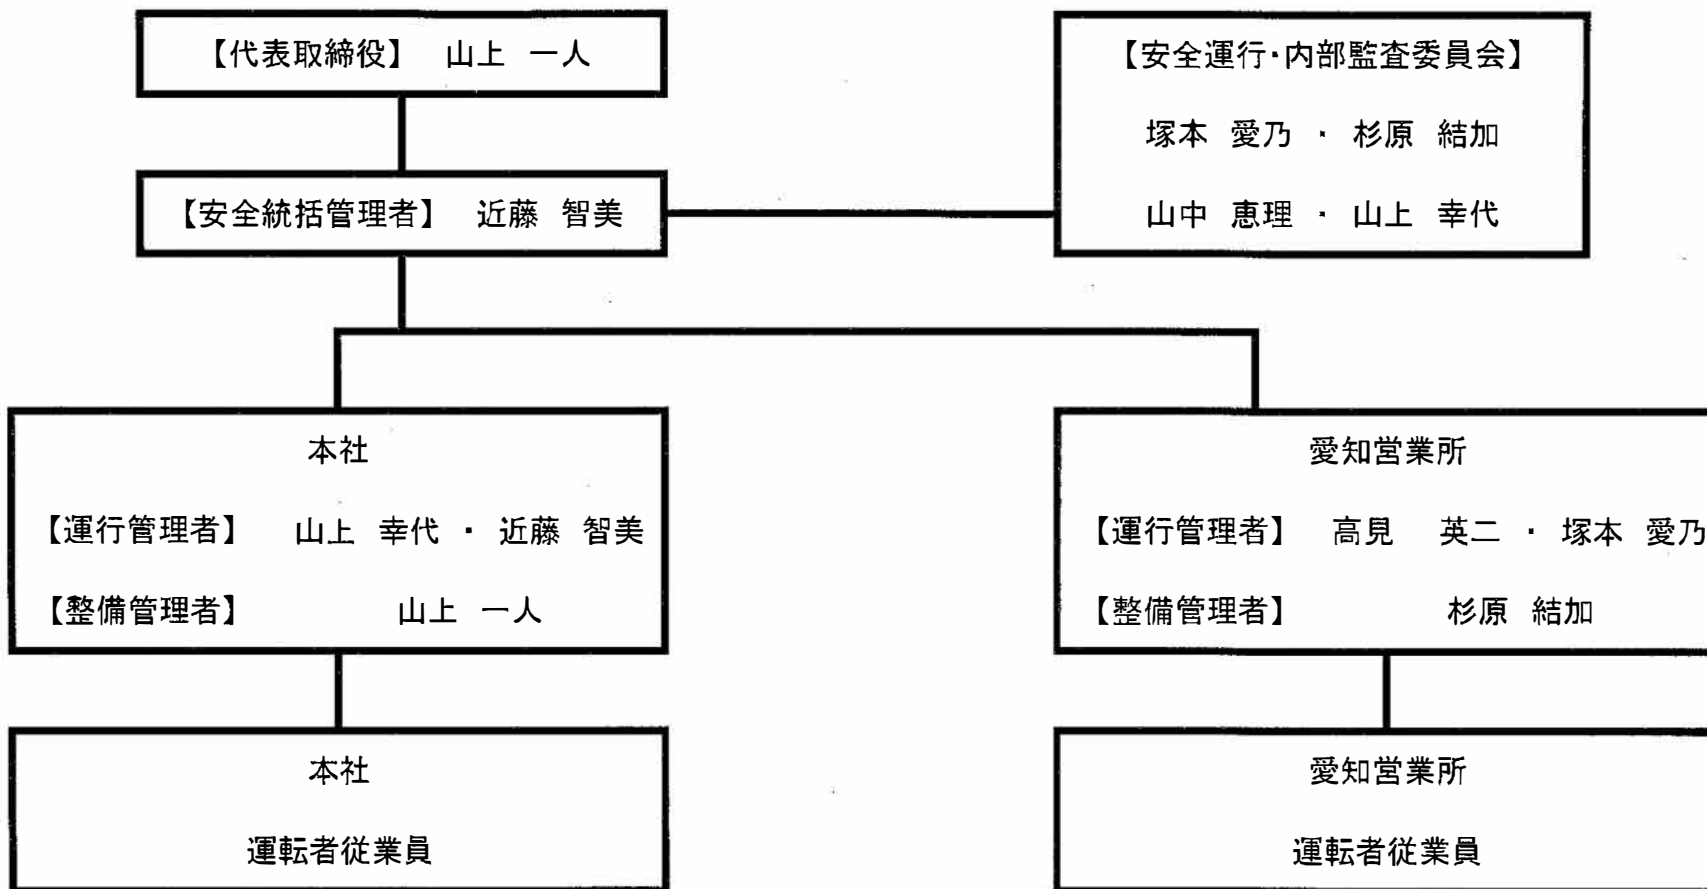 【代表取締役】 山上 一人
【安全運行・内部監査委員会】
塚本 愛乃 ・ 杉原 結加
山中 恵理 ・ 山上 幸代
【安全統括管理者】 近藤 智美
本社
【運行管理者】 山上 幸代 ・ 近藤 智美
【整備管理者】 山上 一人
愛知営業所
【運行管理者】 高見 英二 ・ 塚本 愛乃
【整備管理者】 杉原 結加
本社
運転者従業員
愛知営業所
運転者従業員